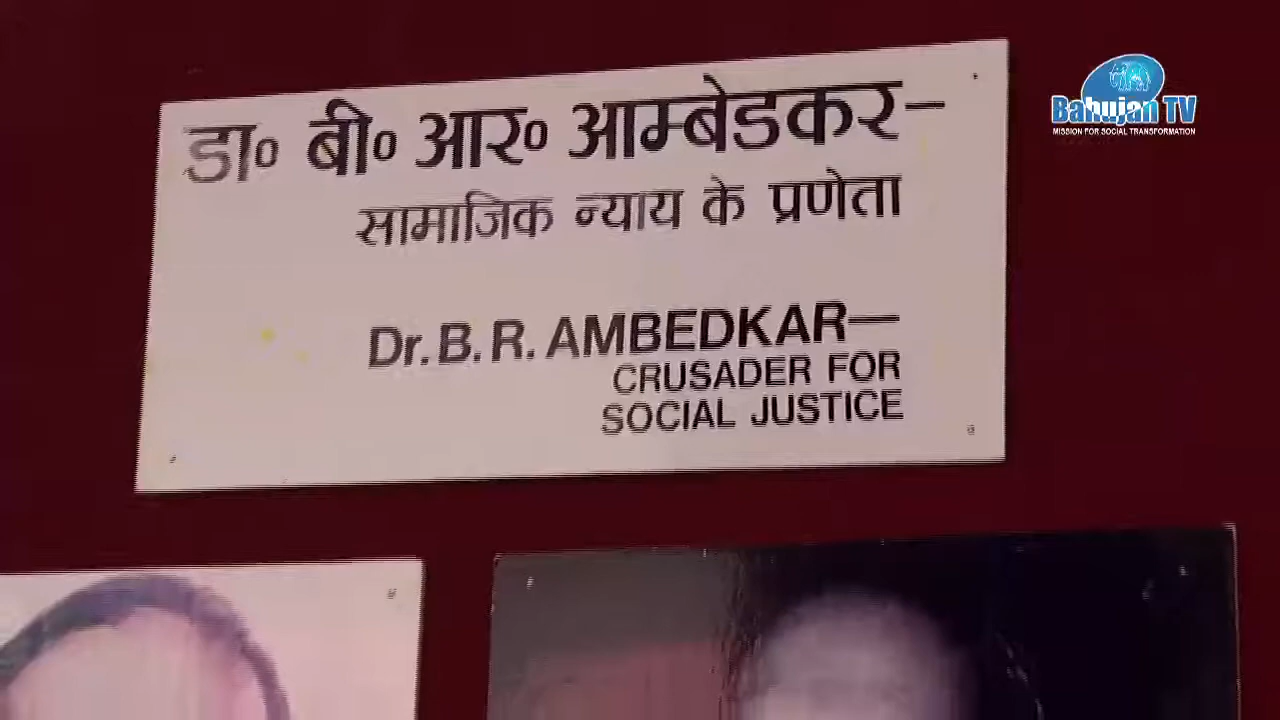 डा० बी० आर० आम्बेडकर—
सामाजिक न्याय के प्रणेता
Dr. B. R. AMBEDKAR—
CRUSADER FOR
SOCIAL JUSTICE
Bahujan TV
MISSION FOR SOCIAL TRANSFORMATION